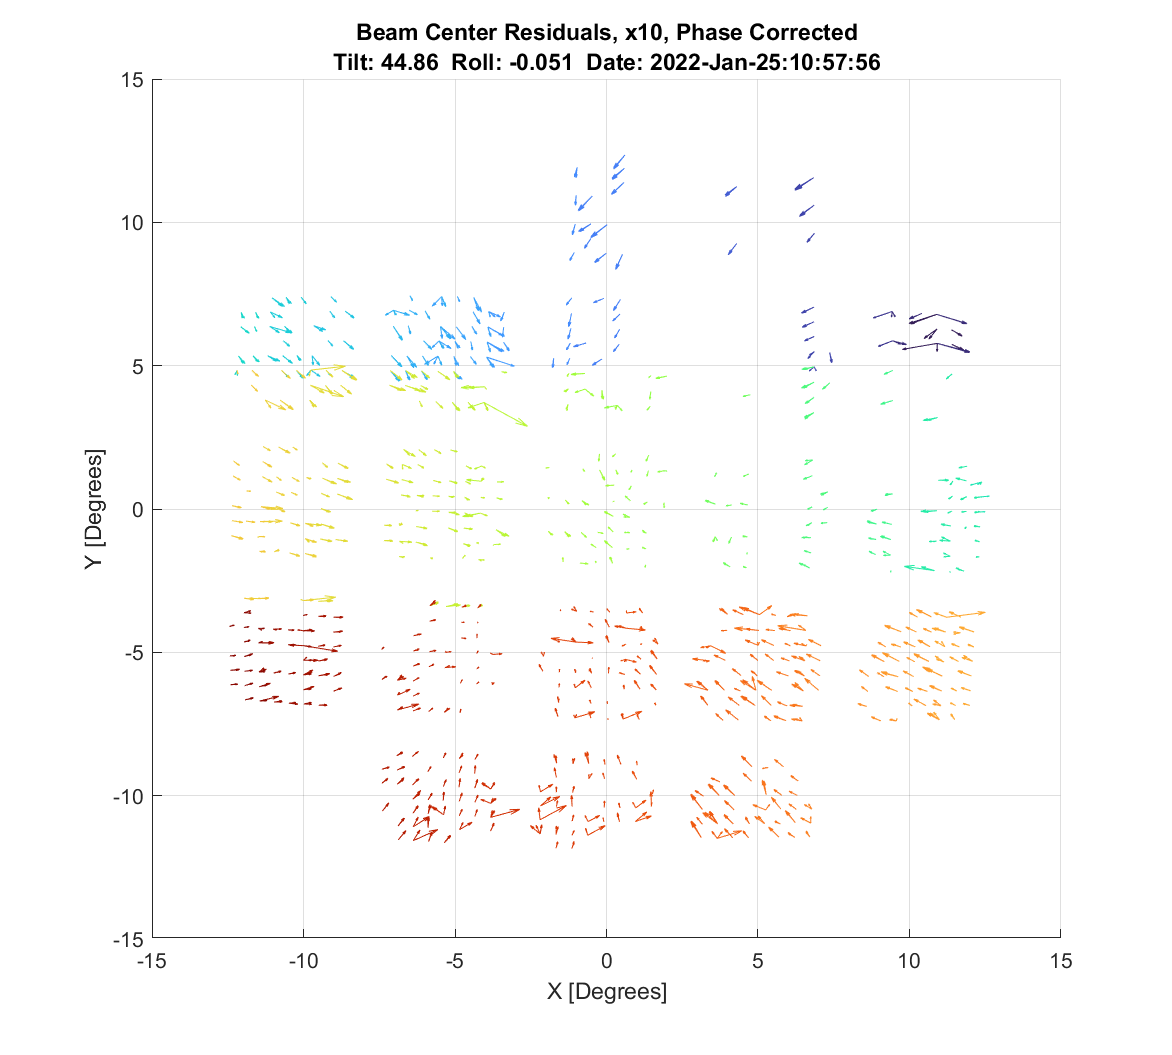 Beam Center Residuals, x10, Phase Corrected
Tilt: 44.86 Roll: -0.051 Date: 2022-Jan-25:10:57:56
15
10
5
0
-5
-10
-15
Y [Degrees]
-15 -10 -5 0 5 10 15
X [Degrees]